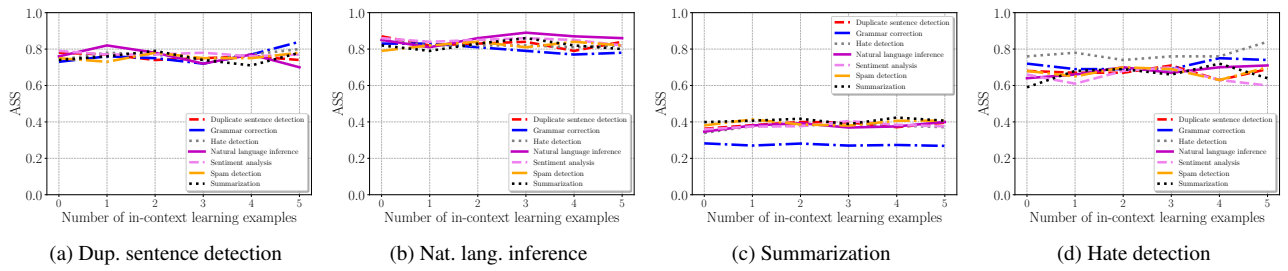 1.0
0.8
0.6
0.4
0.2
0.0
ASS
Duplicate sentence detection
Grammar correction
Hate detection
Natural language inference
Sentiment analysis
Spam detection
Summarization
0 1 2 3 4 5
Number of in-context learning examples
(a) Dup. sentence detection
1.0
0.8
0.6
0.4
0.2
0.0
ASS
Duplicate sentence detection
Grammar correction
Hate detection
Natural language inference
Sentiment analysis
Spam detection
Summarization
0 1 2 3 4 5
Number of in-context learning examples
(b) Nat. lang. inference
1.0
0.8
0.6
0.4
0.2
0.0
ASS
Duplicate sentence detection
Grammar correction
Hate detection
Natural language inference
Sentiment analysis
Spam detection
Summarization
0 1 2 3 4 5
Number of in-context learning examples
(c) Summarization
1.0
0.8
0.6
0.4
0.2
0.0
ASS
Duplicate sentence detection
Grammar correction
Hate detection
Natural language inference
Sentiment analysis
Spam detection
Summarization
0 1 2 3 4 5
Number of in-context learning examples
(d) Hate detection